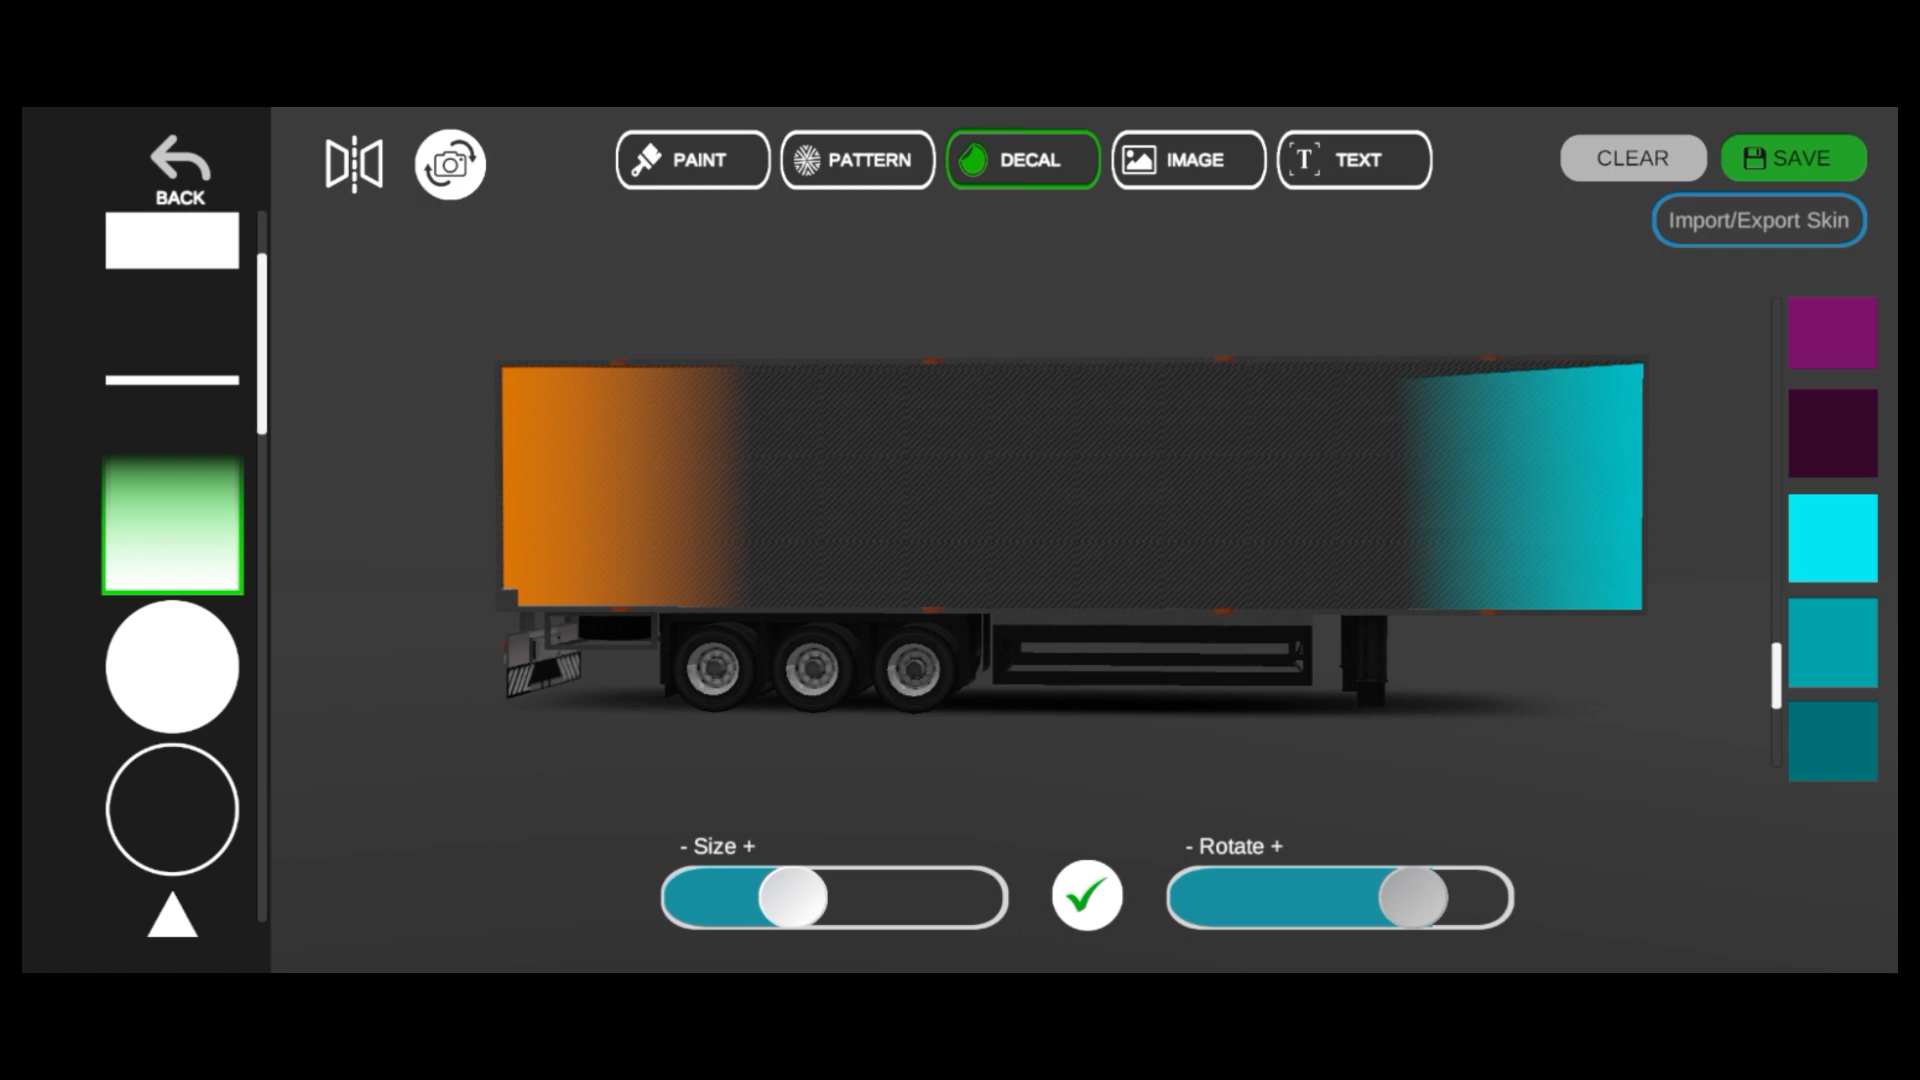 BACK
PAINT
PATTERN
DECAL
IMAGE
T TEXT
CLEAR
SAVE
Import/Export Skin
- Size +
- Rotate +